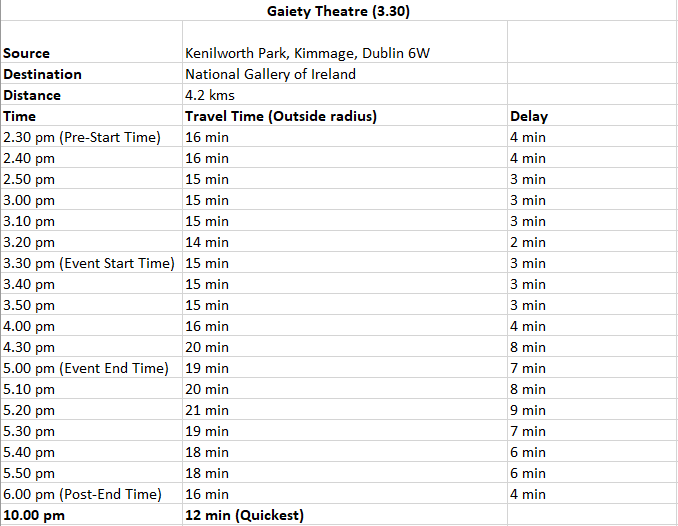 Gaiety Theatre (3.30)
Source Kenilworth Park, Kimmage, Dublin 6W
Destination National Gallery of Ireland
Distance 4.2 kms
Time Travel Time (Outside radius) Delay
2.30 pm (Pre-Start Time) 16 min 4 min
2.40 pm 16 min 4 min
2.50 pm 15 min 3 min
3.00 pm 15 min 3 min
3.10 pm 15 min 3 min
3.20 pm 14 min 2 min
3.30 pm (Event Start Time) 15 min 3 min
3.40 pm 15 min 3 min
3.50 pm 15 min 3 min
4.00 pm 16 min 4 min
4.30 pm 20 min 8 min
5.00 pm (Event End Time) 19 min 7 min
5.10 pm 20 min 8 min
5.20 pm 21 min 9 min
5.30 pm 19 min 7 min
5.40 pm 18 min 6 min
5.50 pm 18 min 6 min
6.00 pm (Post-End Time) 16 min 4 min
10.00 pm 12 min (Quickest)